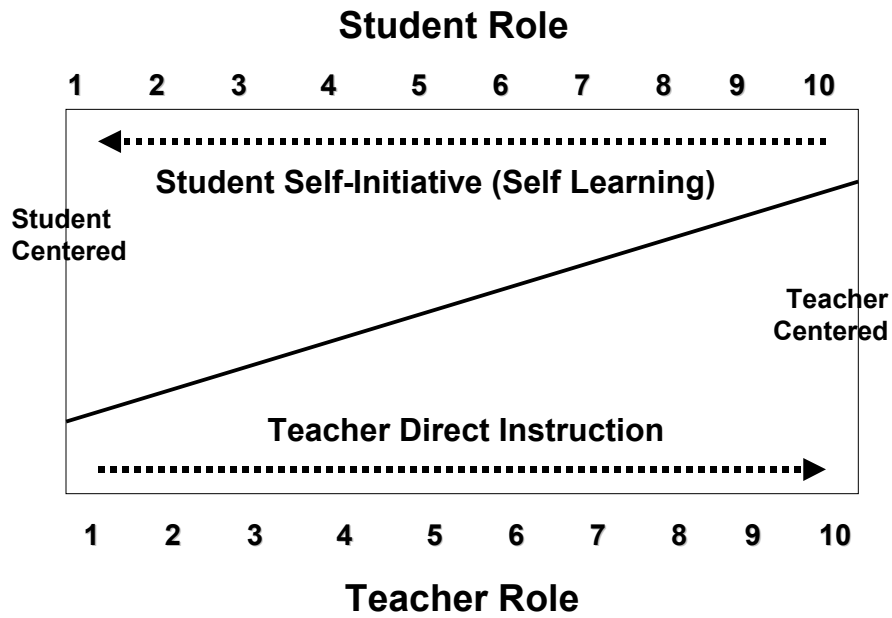 Student Role
1 2 3 4 5 6 7 8 9 10
Student Self-Initiative (Self Learning)
Student
Centered
Teacher
Centered
Teacher Direct Instruction
1 2 3 4 5 6 7 8 9 10
Teacher Role